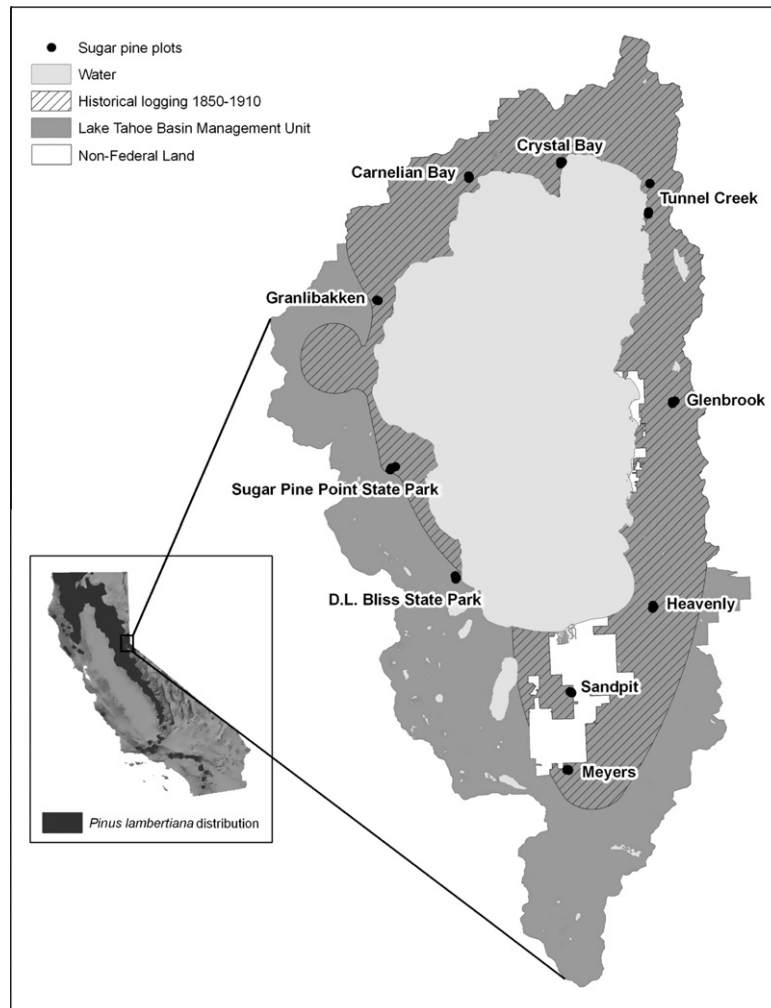 Sugar pine plots
Water
Historical logging 1850-1910
Lake Tahoe Basin Management Unit
Non-Federal Land
Crystal Bay
Carnelian Bay
Tunnel Creek
Granlibakken
Glenbrook
Sugar Pine Point State Park
D.L. Bliss State Park
Heavenly
Sandpit
Meyers
Pinus lambertiana distribution